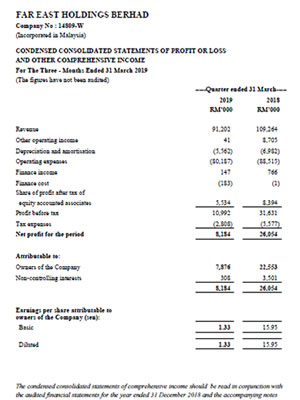 FAR EAST HOLDINGS BERHAD
Company No : 14809-W
(Incorporated in Malaysia)
CONDENSED CONSOLIDATED STATEMENTS OF PROFIT OR LOSS
AND OTHER COMPREHENSIVE INCOME
For The Three - Months Ended 31 March 2019
(The figures have not been audited)
-----Quarter ended 31 March-----
2019 2018
RM'000 RM'000
Revenue 91,202 109,264
Other operating income 41 8,705
Depreciation and amortisation (5,562) (6,982)
Operating expenses (80,187) (88,515)
Finance income 147 766
Finance cost (183) (1)
Share of profit after tax of
equity accounted associates 5,534 8,394
Profit before tax 10,992 31,631
Tax expenses (2,808) (5,577)
Net profit for the period 8,184 26,054
Attributable to:
Owners of the Company 7,876 22,553
Non-controlling interests 308 3,501
8,184 26,054
Earnings per share attributable to
owners of the Company (sen):
Basic 1.33 15.95
Diluted 1.33 15.95
The condensed consolidated statements of comprehensive income should be read in conjunction
with the audited financial statements for the year ended 31 December 2018 and the accompanying notes